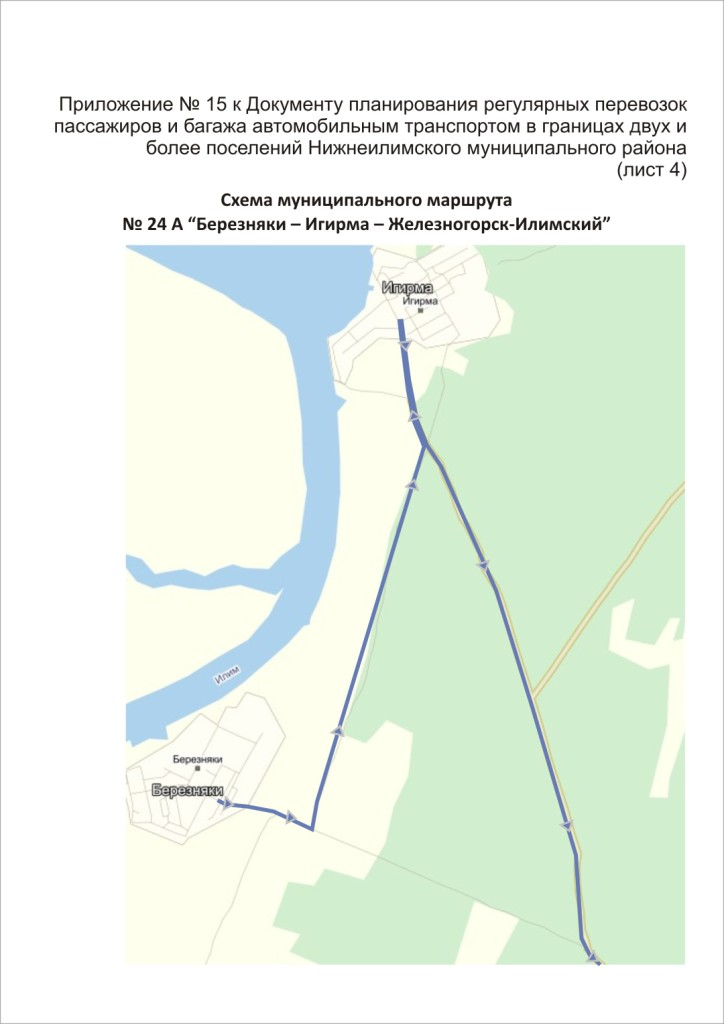 Приложение № 15 к Документу планирования регулярных перевозок
пассажиров и багажа автомобильным транспортом в границах двух и
более поселений Нижнеилимского муниципального района
(лист 4)
Схема муниципального маршрута
№ 24 А “Березняки – Игирма – Железногорск-Илимский”
Игирма
Игирма
Илим
Березняки
Березняки